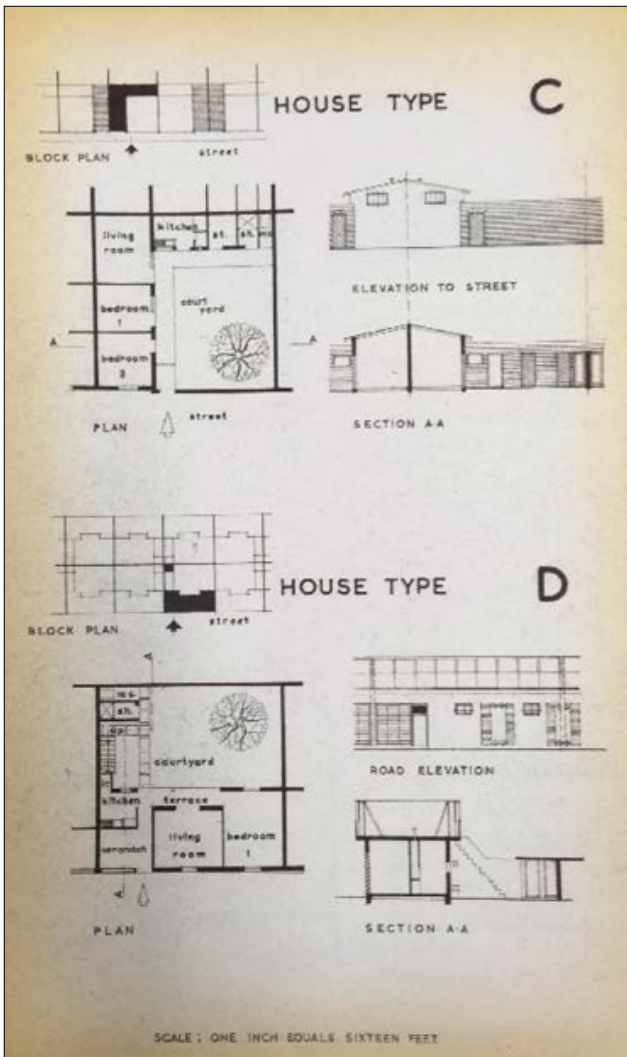 HOUSE TYPE C
BLOCK PLAN
street
living room
kitchen
st.
sh.
court yard
bedroom 1
A
A
bedroom 2
street
PLAN
ELEVATION TO STREET
SECTION A-A
HOUSE TYPE D
BLOCK PLAN
street
A
w.c.
sh.
up
courtyard
kitchen
terrace
verandah
living room
bedroom 1
A
PLAN
ROAD ELEVATION
SECTION A-A
SCALE : ONE INCH EQUALS SIXTEEN FEET